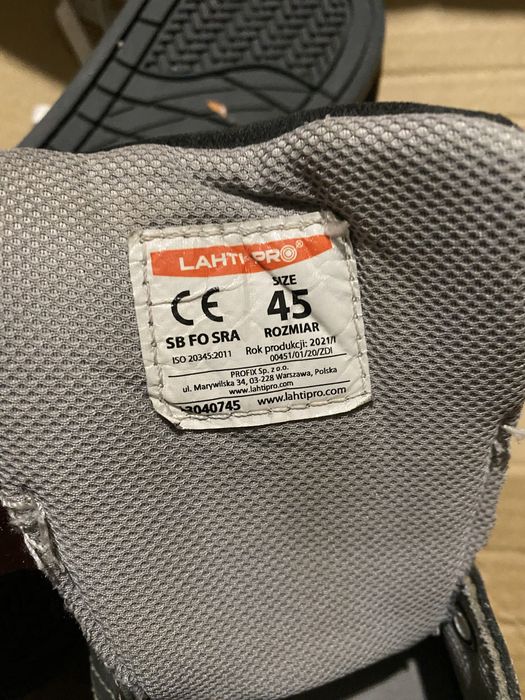 LAHTI PRO®
CE
SIZE
45
SB FO SRA
ROZMIAR
ISO 20345:2011
Rok produkcji: 2021/I
00451/01/20/ZDI
PROFIX Sp. z o.o.
ul. Marywilska 34, 03-228 Warszawa, Polska
www.lahtipro.com
3040745 www.lahtipro.com